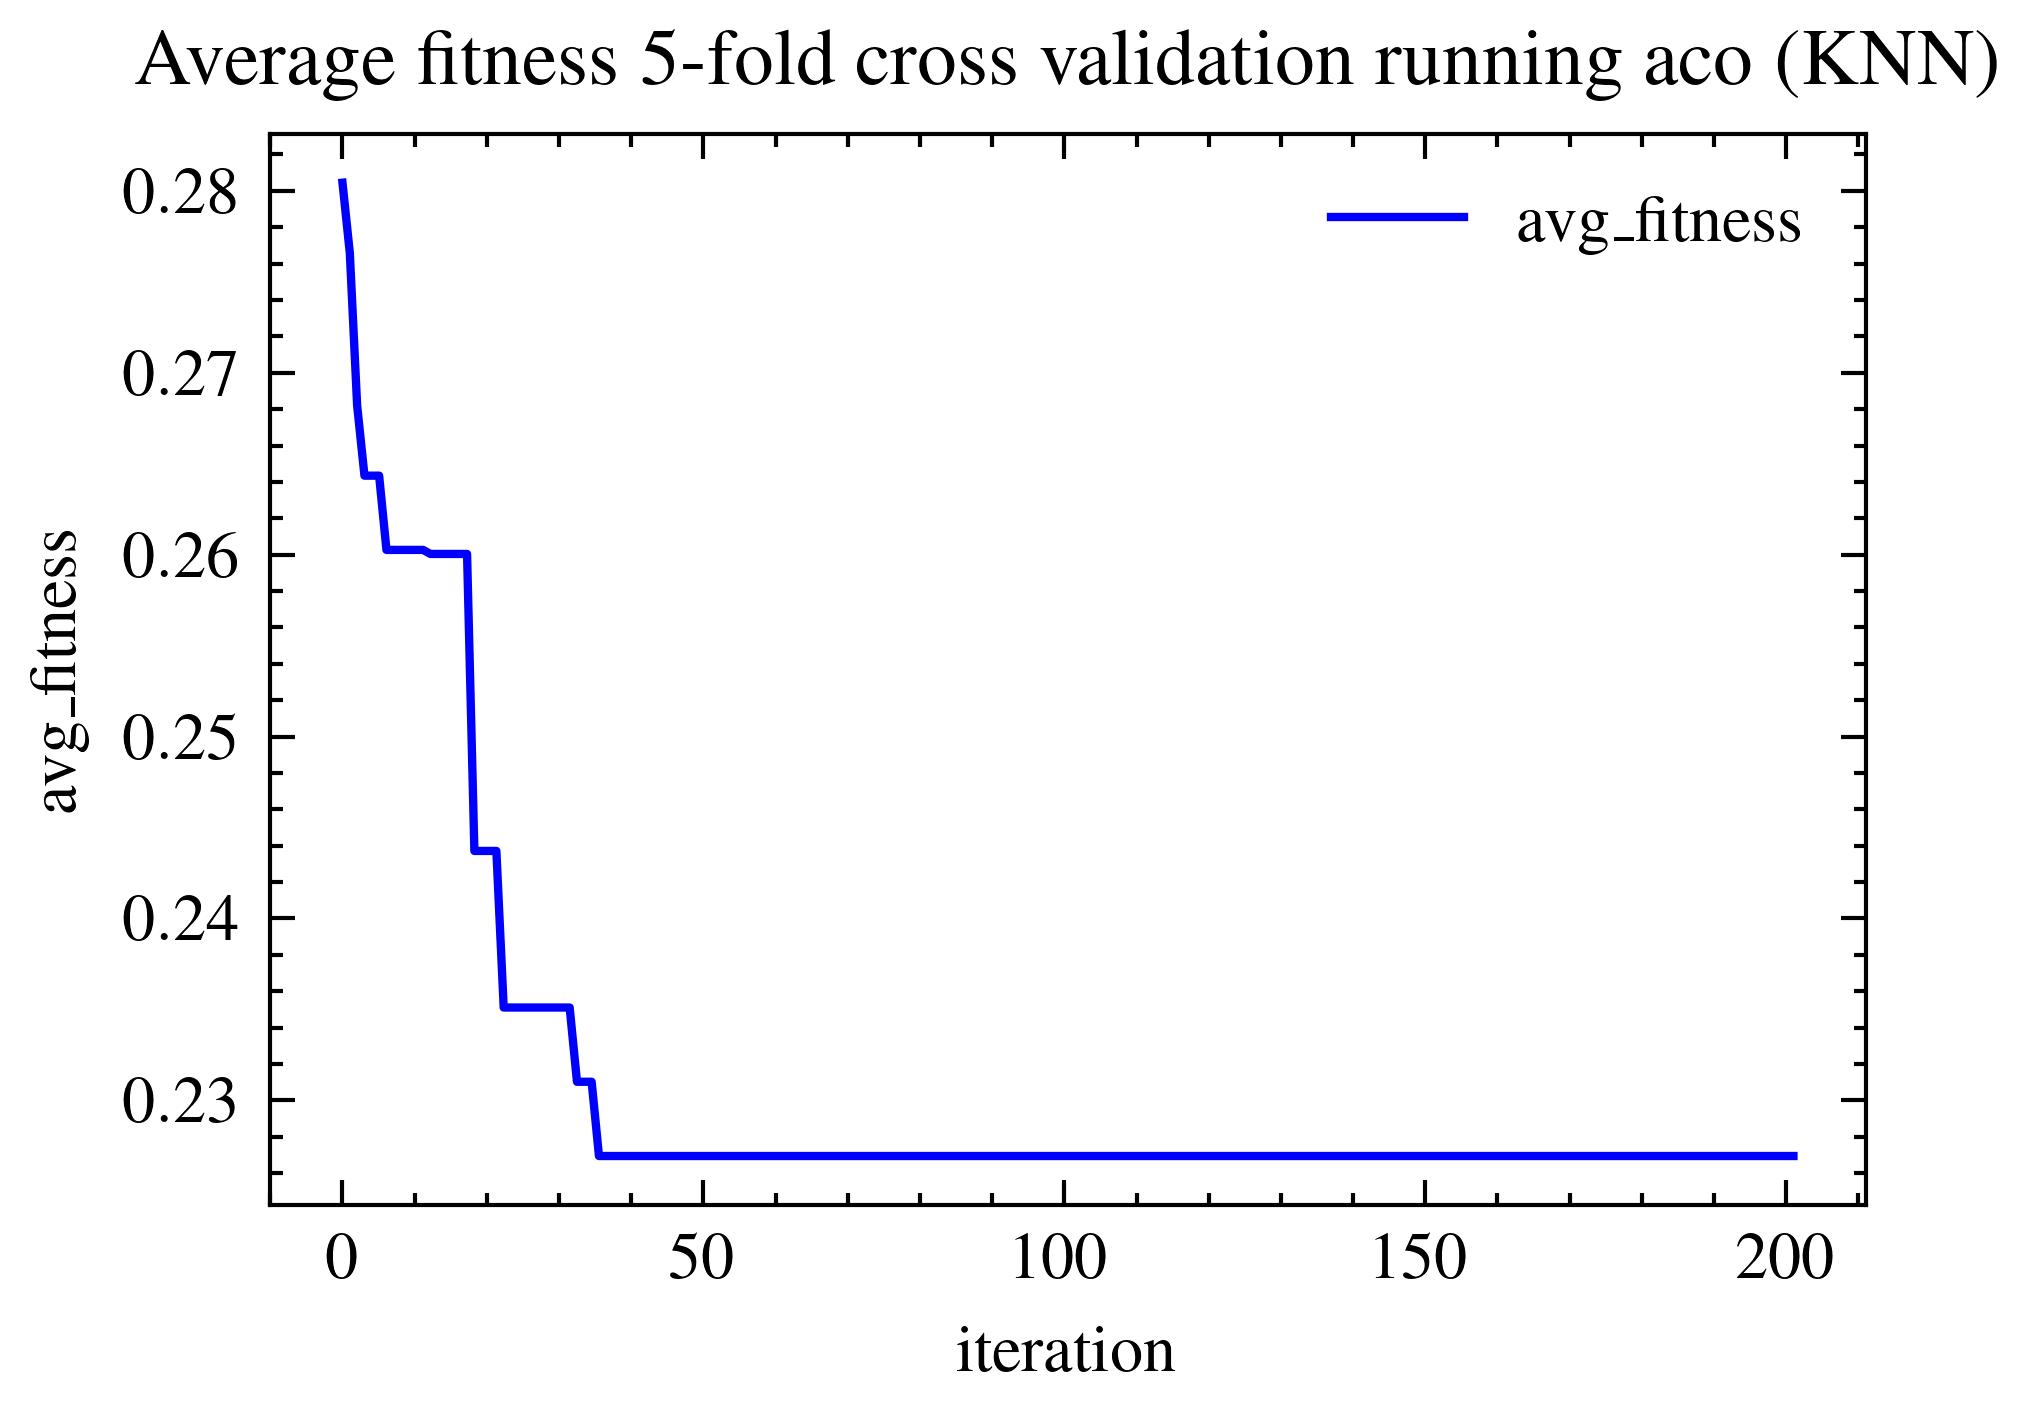 Average fitness 5-fold cross validation running aco (KNN)
avg_fitness
0.28
0.27
0.26
0.25
0.24
0.23
avg_fitness
0 50 100 150 200
iteration